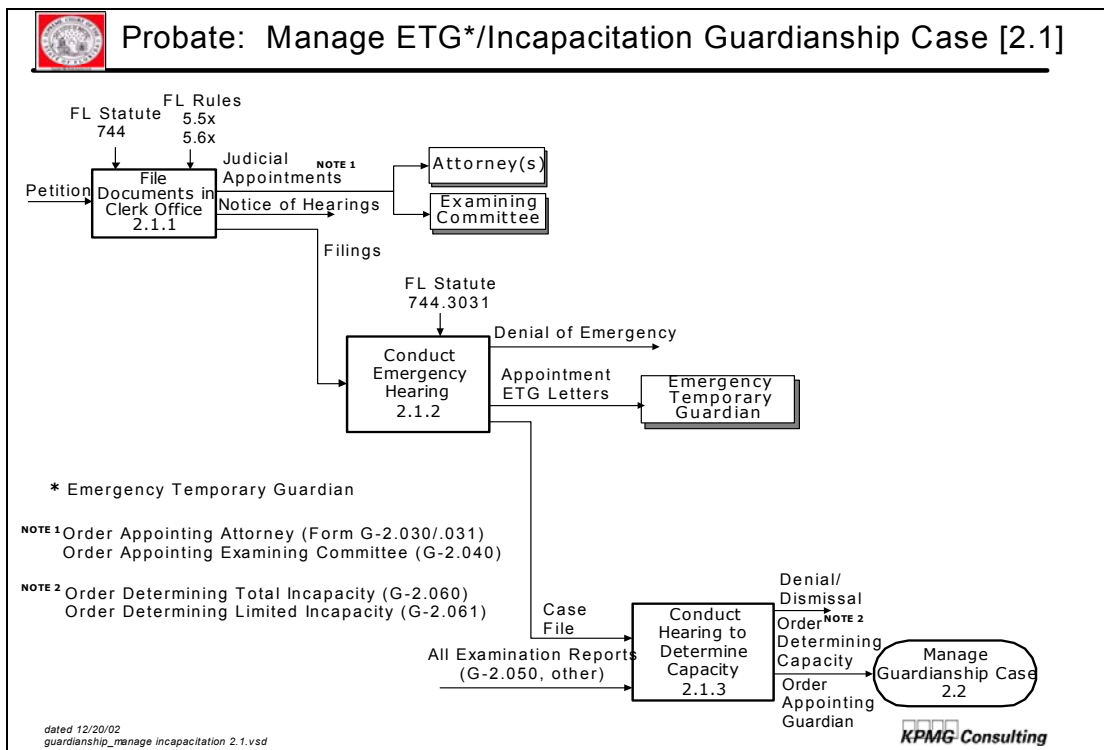 Probate: Manage ETG*/Incapacitation Guardianship Case [2.1]
FL Statute
744
FL Rules
5.5x
5.6x
Petition
File
Documents in
Clerk Office
2.1.1
Judicial
Appointments
NOTE 1
Notice of Hearings
Filings
Attorney(s)
Examining
Committee
FL Statute
744.3031
Conduct
Emergency
Hearing
2.1.2
Denial of Emergency
Appointment
ETG Letters
Emergency
Temporary
Guardian
* Emergency Temporary Guardian
NOTE 1 Order Appointing Attorney (Form G-2.030/.031)
Order Appointing Examining Committee (G-2.040)
NOTE 2 Order Determining Total Incapacity (G-2.060)
Order Determining Limited Incapacity (G-2.061)
Case
File
All Examination Reports
(G-2.050, other)
Conduct
Hearing to
Determine
Capacity
2.1.3
Denial/
Dismissal
Order NOTE 2
Determining
Capacity
Order
Appointing
Guardian
Manage
Guardianship Case
2.2
dated 12/20/02
guardianship_manage incapacitation 2.1.vsd
KPMG Consulting